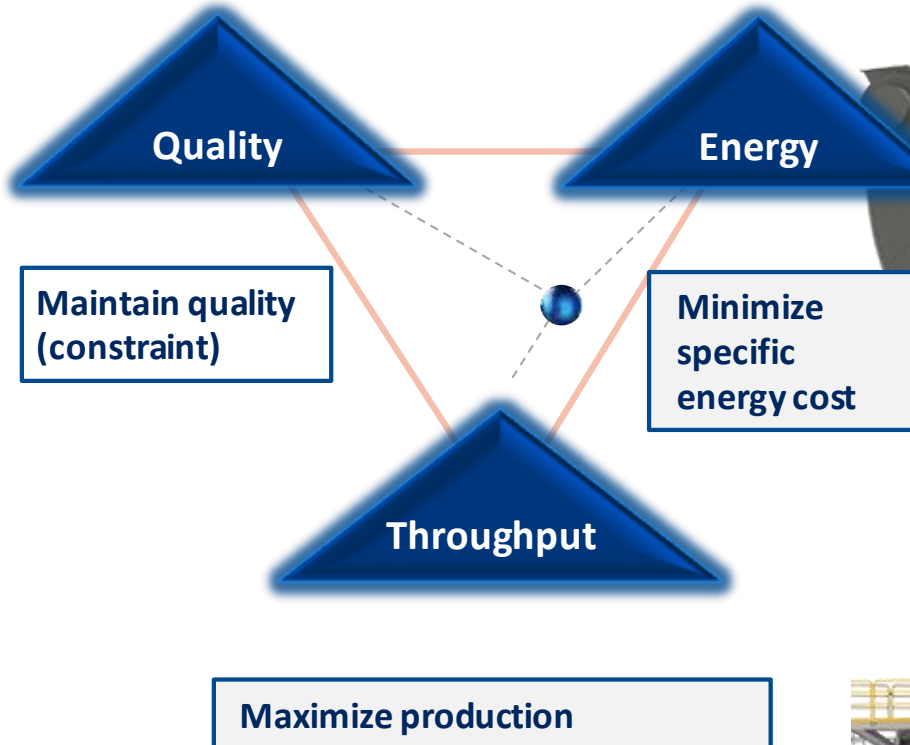 Quality
Energy
Maintain quality
(constraint)
Minimize
specific
energy cost
Throughput
Maximize production